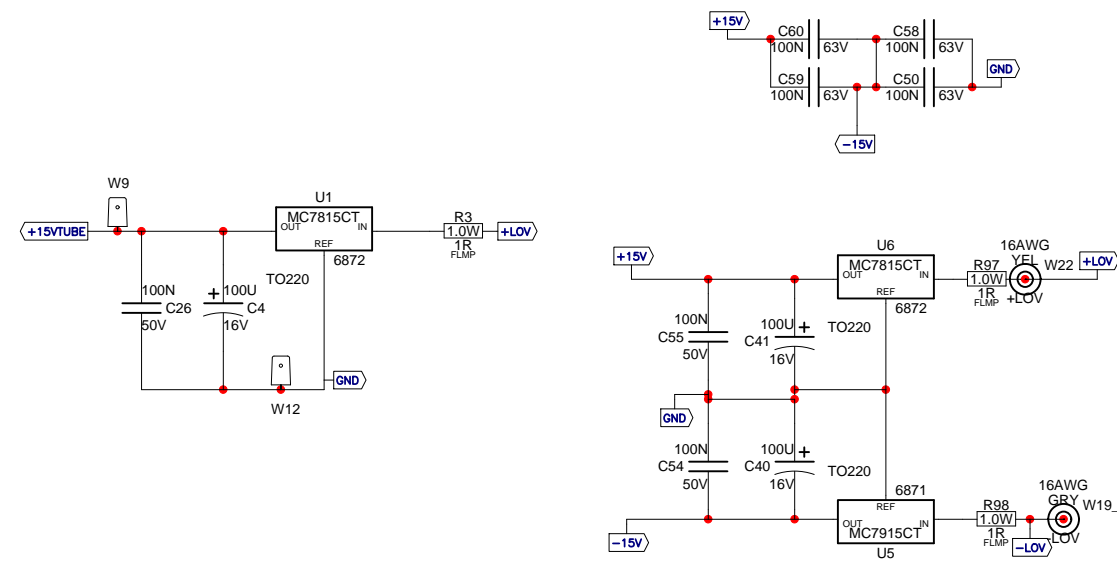 +15V
C60
100N
63V
C58
100N
63V
GND
C59
100N
63V
C50
100N
63V
-15V
W9
+15VTUBE
U1
MC7815CT
OUT
IN
REF
6872
TO220
R3
1.0W
1R
FLMP
+LOV
100N
C26
50V
+
100U
C4
16V
GND
W12
+15V
U6
MC7815CT
OUT
IN
REF
6872
TO220
R97
1.0W
1R
FLMP
16AWG
YEL
W22
+LOV
+LOV
100N
C55
50V
100U
+
C41
16V
GND
100N
C54
50V
100U
+
C40
16V
TO220
6871
REF
OUT
IN
MC7915CT
U5
-15V
R98
1.0W
1R
FLMP
16AWG
GRY
W19_
-LOV
-LOV